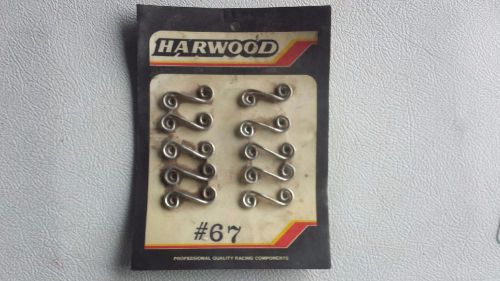 HARWOOD
#67
PROFESSIONAL QUALITY RACING COMPONENTS